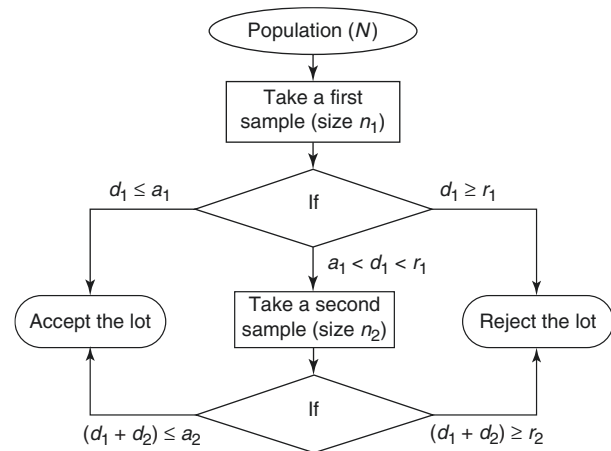 Population (N)
Take a first
sample (size n₁)
d₁ ≤ a₁
If
d₁ ≥ r₁
a₁ < d₁ < r₁
Accept the lot
Take a second
sample (size n₂)
Reject the lot
If
(d₁ + d₂) ≤ a₂
(d₁ + d₂) ≥ r₂